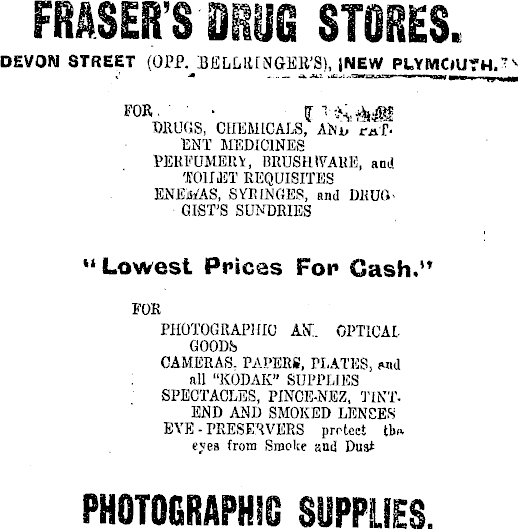 FRASER'S DRUG STORES.
DEVON STREET (OPP. BELLRINGER'S), NEW PLYMOUTH.
FOR
DRUGS, CHEMICALS, AND PAT-
ENT MEDICINES
PERFUMERY, BRUSHWARE, and
TOILET REQUISITES
ENEMAS, SYRINGES, and DRUG-
GIST'S SUNDRIES
"Lowest Prices For Cash."
FOR
PHOTOGRAPHIC AN. OPTICAL
GOODS
CAMERAS, PAPERS, PLATES, and
all "KODAK" SUPPLIES
SPECTACLES, PINCE-NEZ, TINT-
END AND SMOKED LENSES
EYE-PRESERVERS protect the
eyes from Smoke and Dust
PHOTOGRAPHIC SUPPLIES.